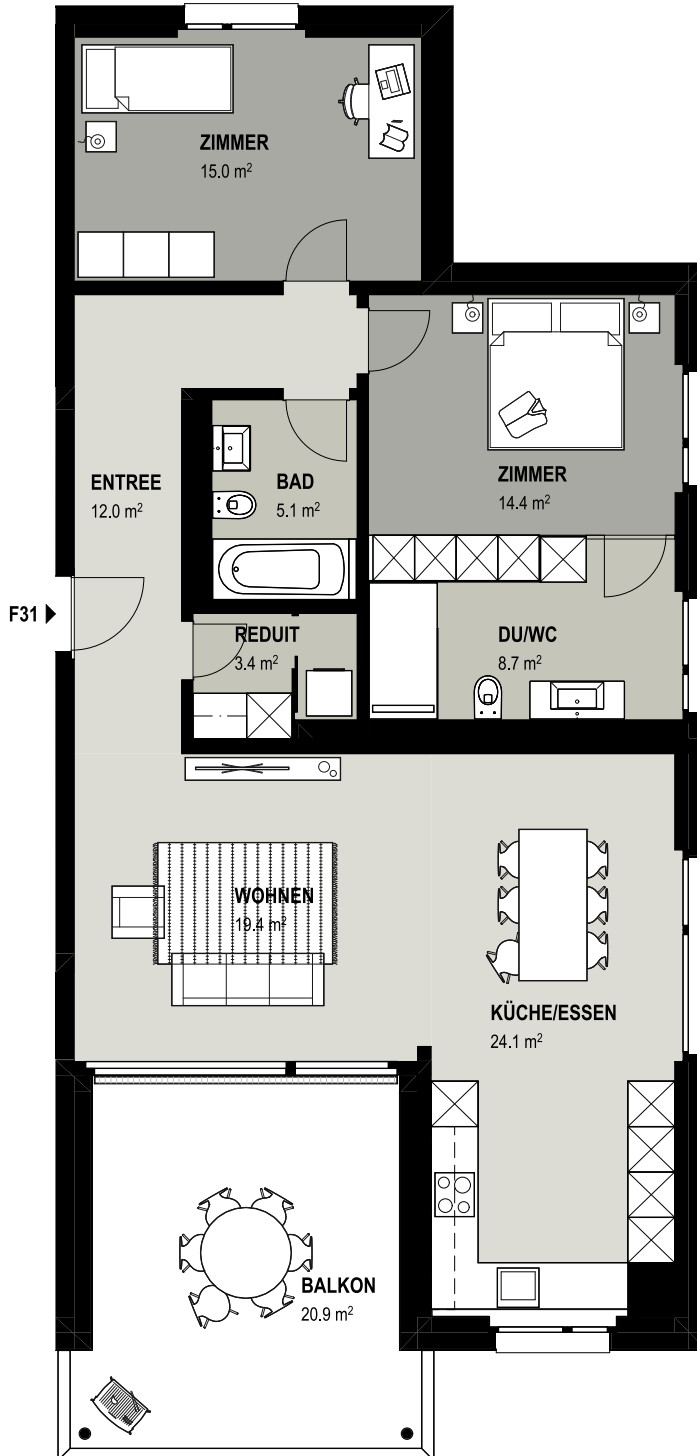 ZIMMER
15.0 m²
ENTREE
12.0 m²
BAD
5.1 m²
ZIMMER
14.4 m²
F31
REDUIT
3.4 m²
DU/WC
8.7 m²
WOHNEN
19.4 m²
KÜCHE/ESSEN
24.1 m²
BALKON
20.9 m²